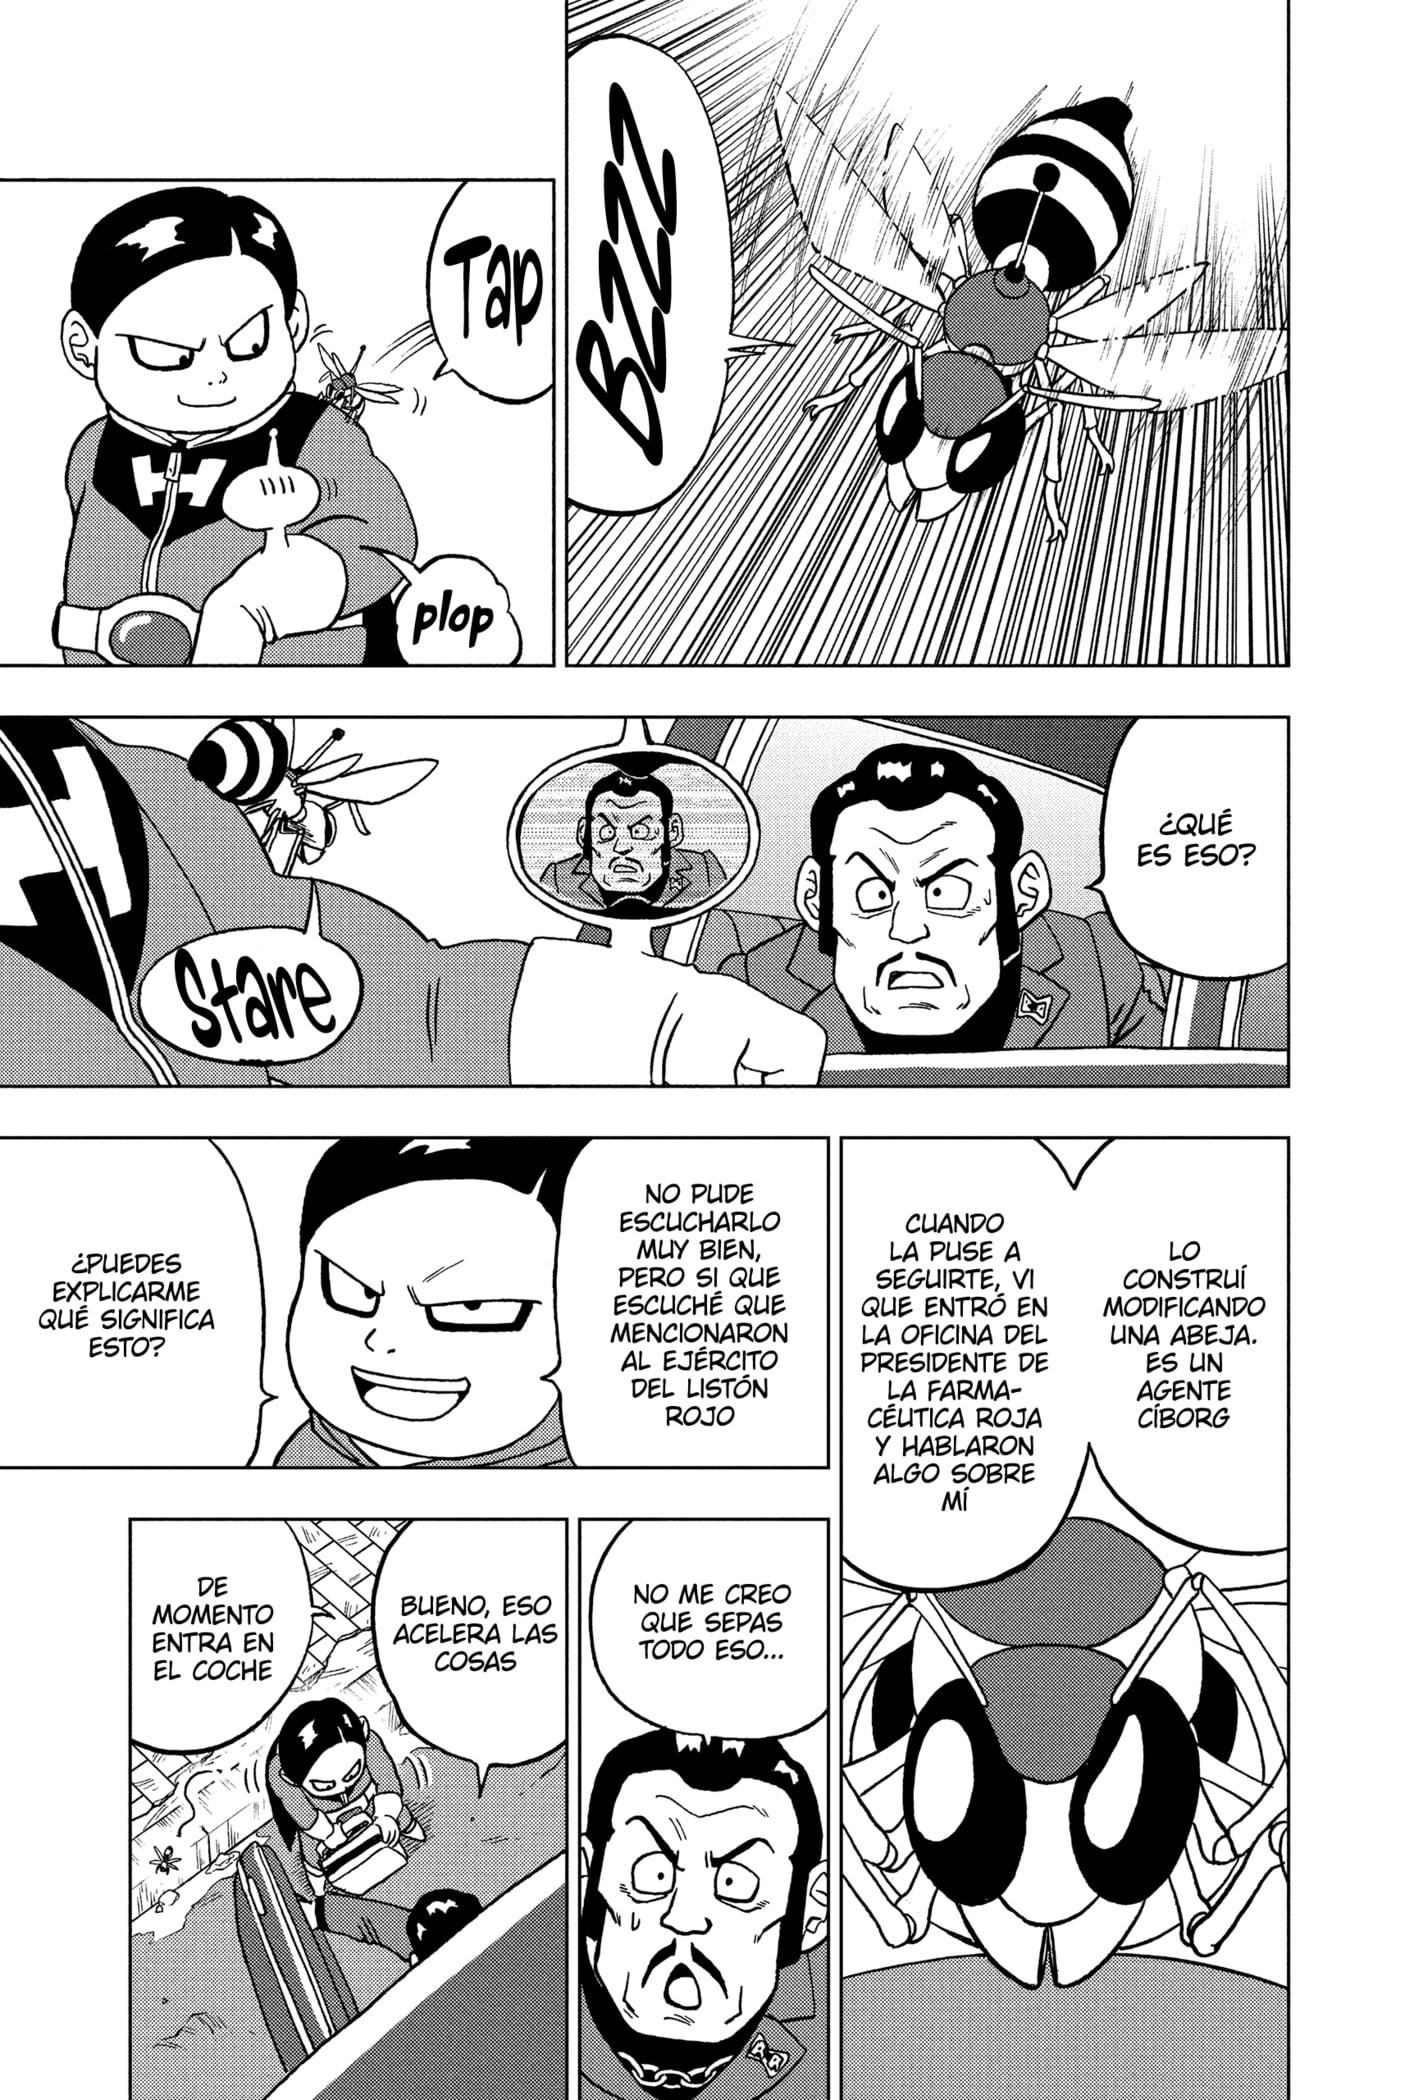 BZZZ
Tap
plop
¿QUÉ
ES ESO?
Stare
LO
CONSTRUÍ
MODIFICANDO
UNA ABEJA.
ES UN
AGENTE
CÍBORG
CUANDO
LA PUSE A
SEGUIRTE, VI
QUE ENTRÓ EN
LA OFICINA DEL
PRESIDENTE DE
LA FARMA-
CÉUTICA ROJA
Y HABLARON
ALGO SOBRE
MÍ
NO PUDE
ESCUCHARLO
MUY BIEN,
PERO SI QUE
ESCUCHÉ QUE
MENCIONARON
AL EJÉRCITO
DEL LISTÓN
ROJO
¿PUEDES
EXPLICARME
QUÉ SIGNIFICA
ESTO?
NO ME CREO
QUE SEPAS
TODO ESO...
BUENO, ESO
ACELERA LAS
COSAS
DE
MOMENTO
ENTRA EN
EL COCHE